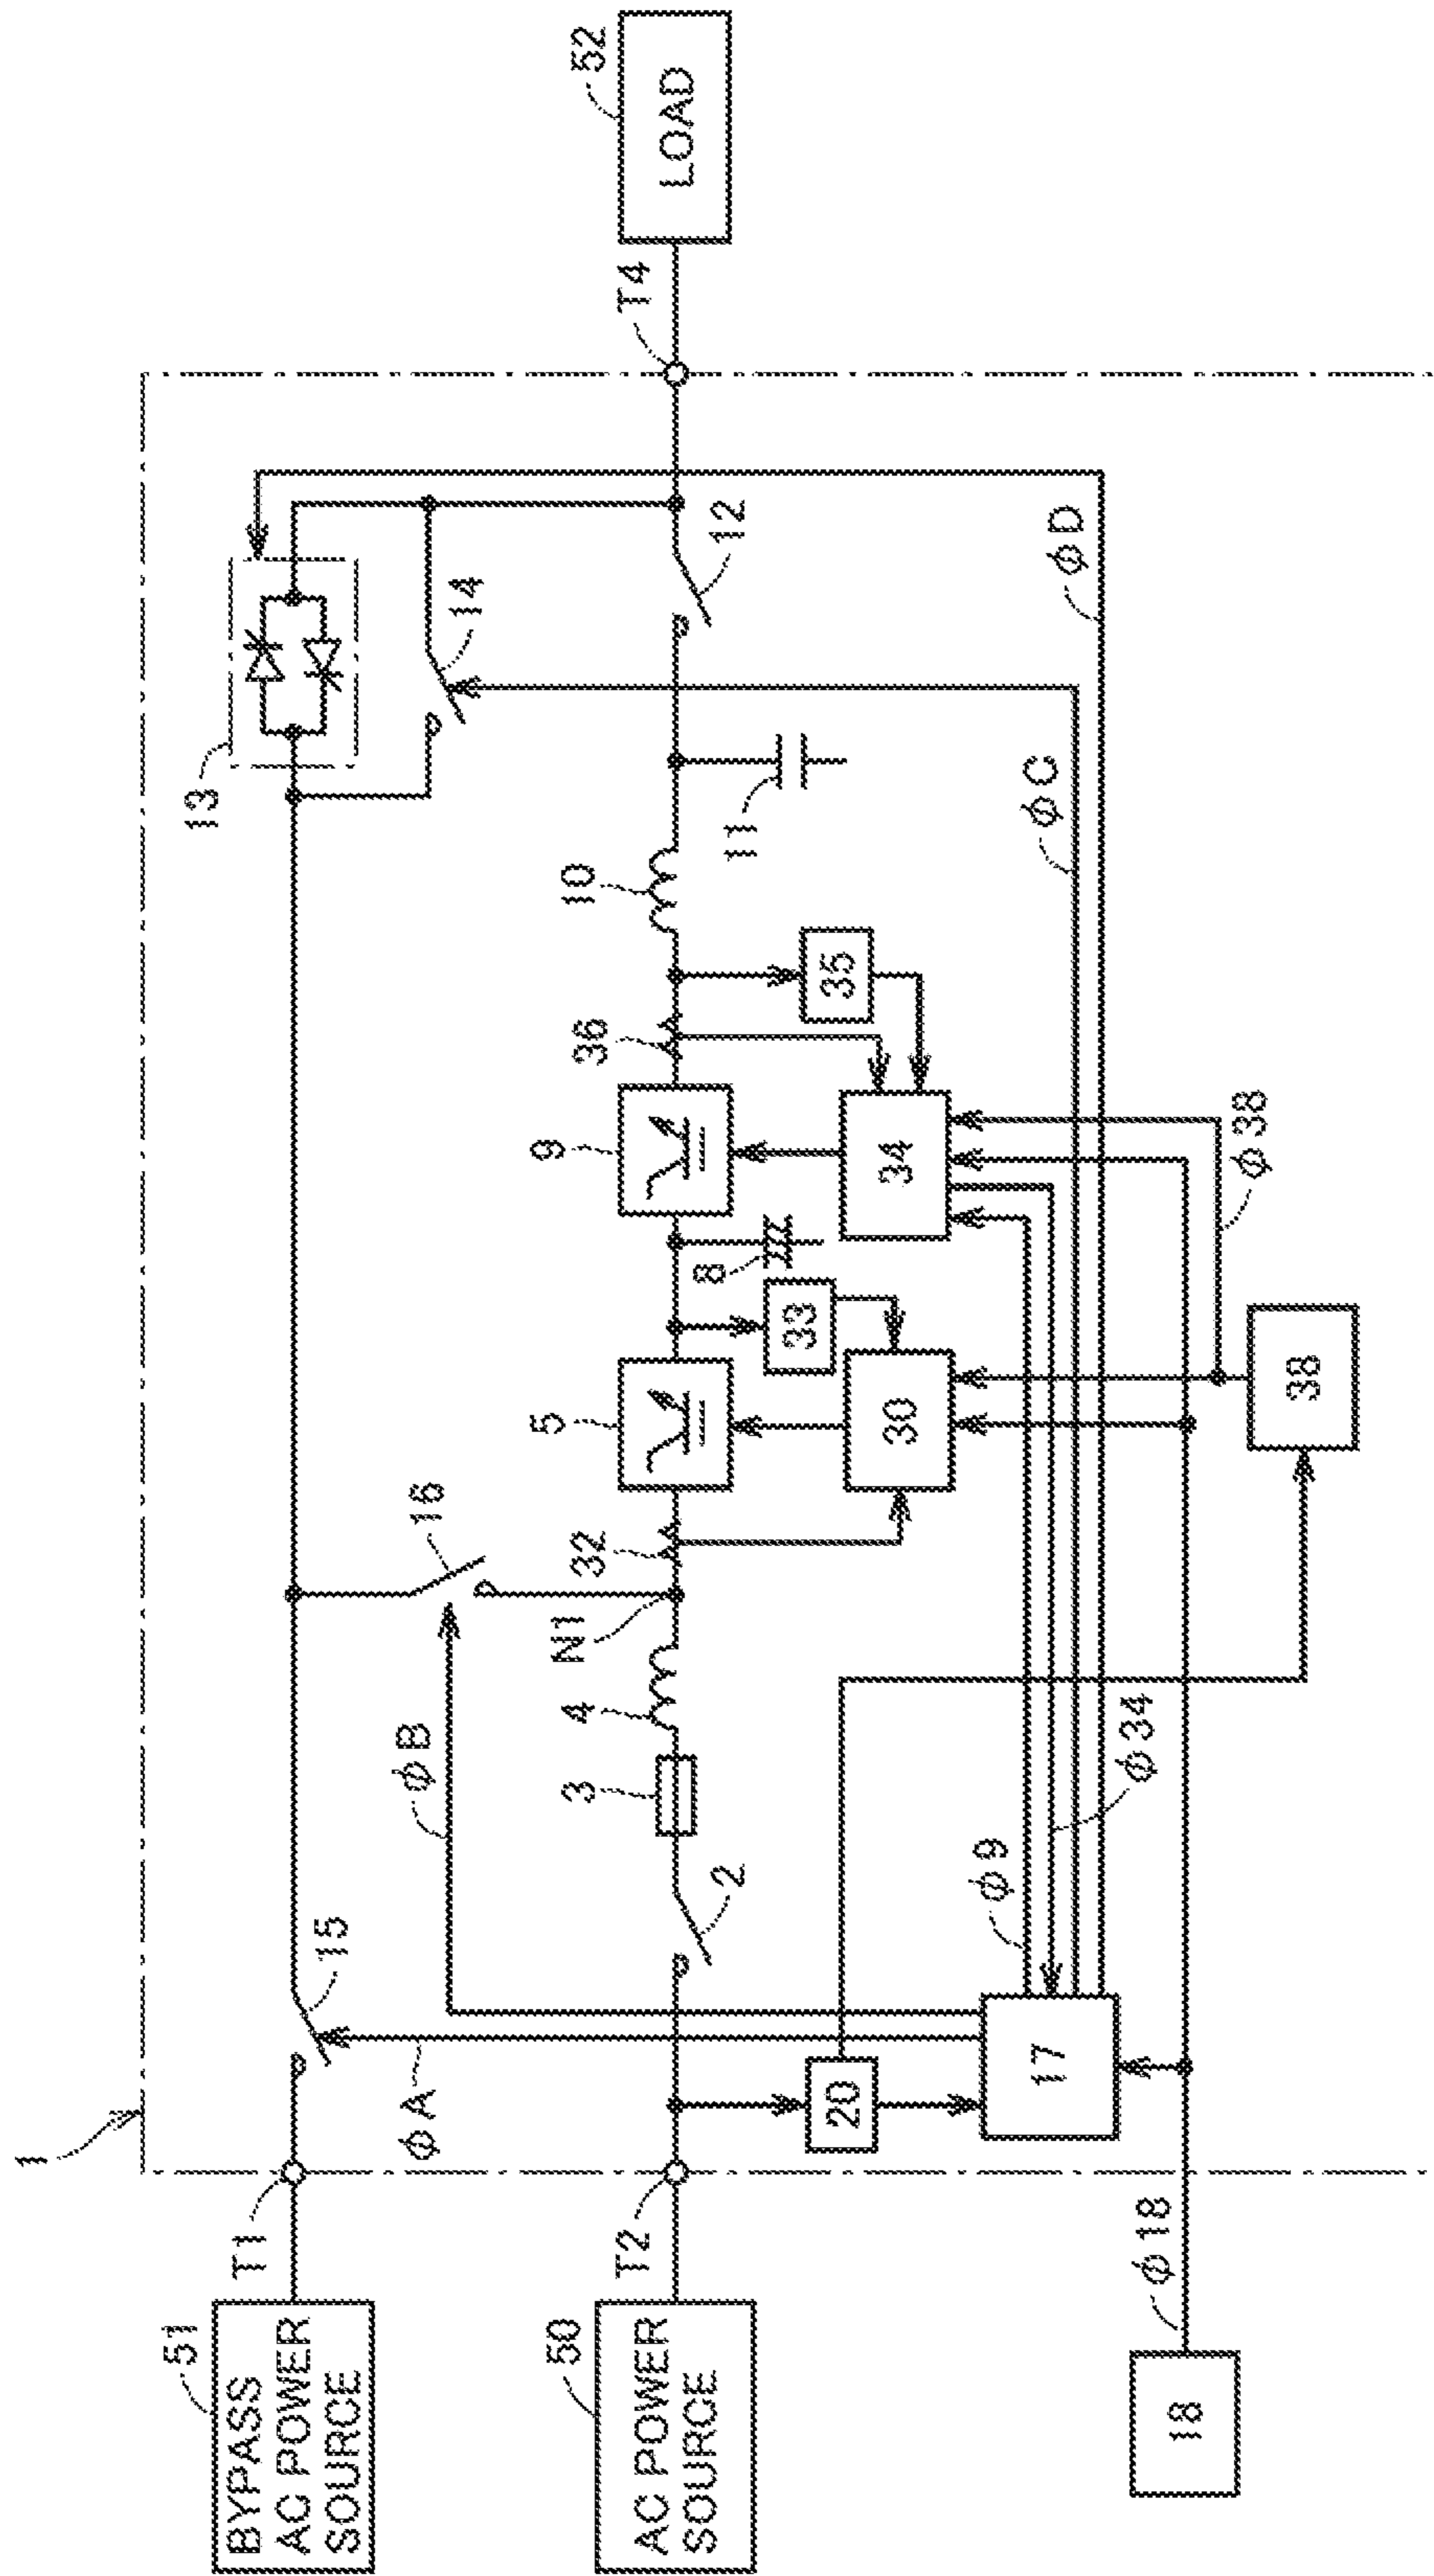 1
51
BYPASS
AC POWER
SOURCE
T1
15
φA
φB
16
13
14
50
AC POWER
SOURCE
T2
2
3
4
N1
32
5
8
9
36
10
11
12
T4
52
LOAD
20
17
30
33
34
35
φ9
φ34
φC
φD
18
φ18
38
φ38